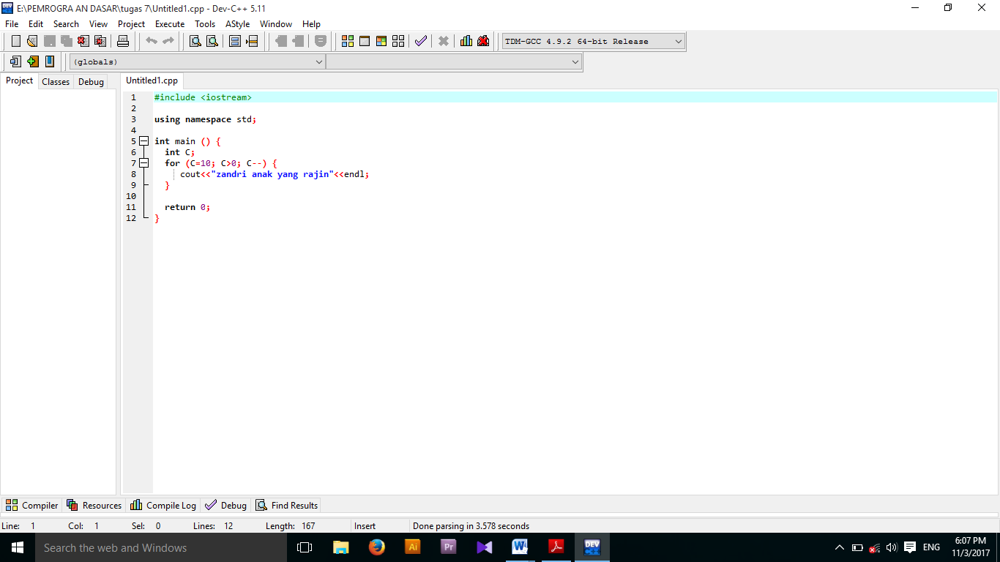 E:\PEMROGRA AN DASAR\tugas 7\Untitled1.cpp - Dev-C++ 5.11
File Edit Search View Project Execute Tools AStyle Window Help
TDM-GCC 4.9.2 64-bit Release
(globals)
Project Classes Debug Untitled1.cpp
1 #include <iostream>
2
3 using namespace std;
4
5 int main () {
6 int C;
7 for (C=10; C>0; C--) {
8 cout<<"zandri anak yang rajin"<<endl;
9 }
10
11 return 0;
12 }
Compiler Resources Compile Log Debug Find Results
Line: 1 Col: 1 Sel: 0 Lines: 12 Length: 167 Insert Done parsing in 3.578 seconds
Search the web and Windows Ai Pr W DEV C++ ENG 6:07 PM
11/3/2017